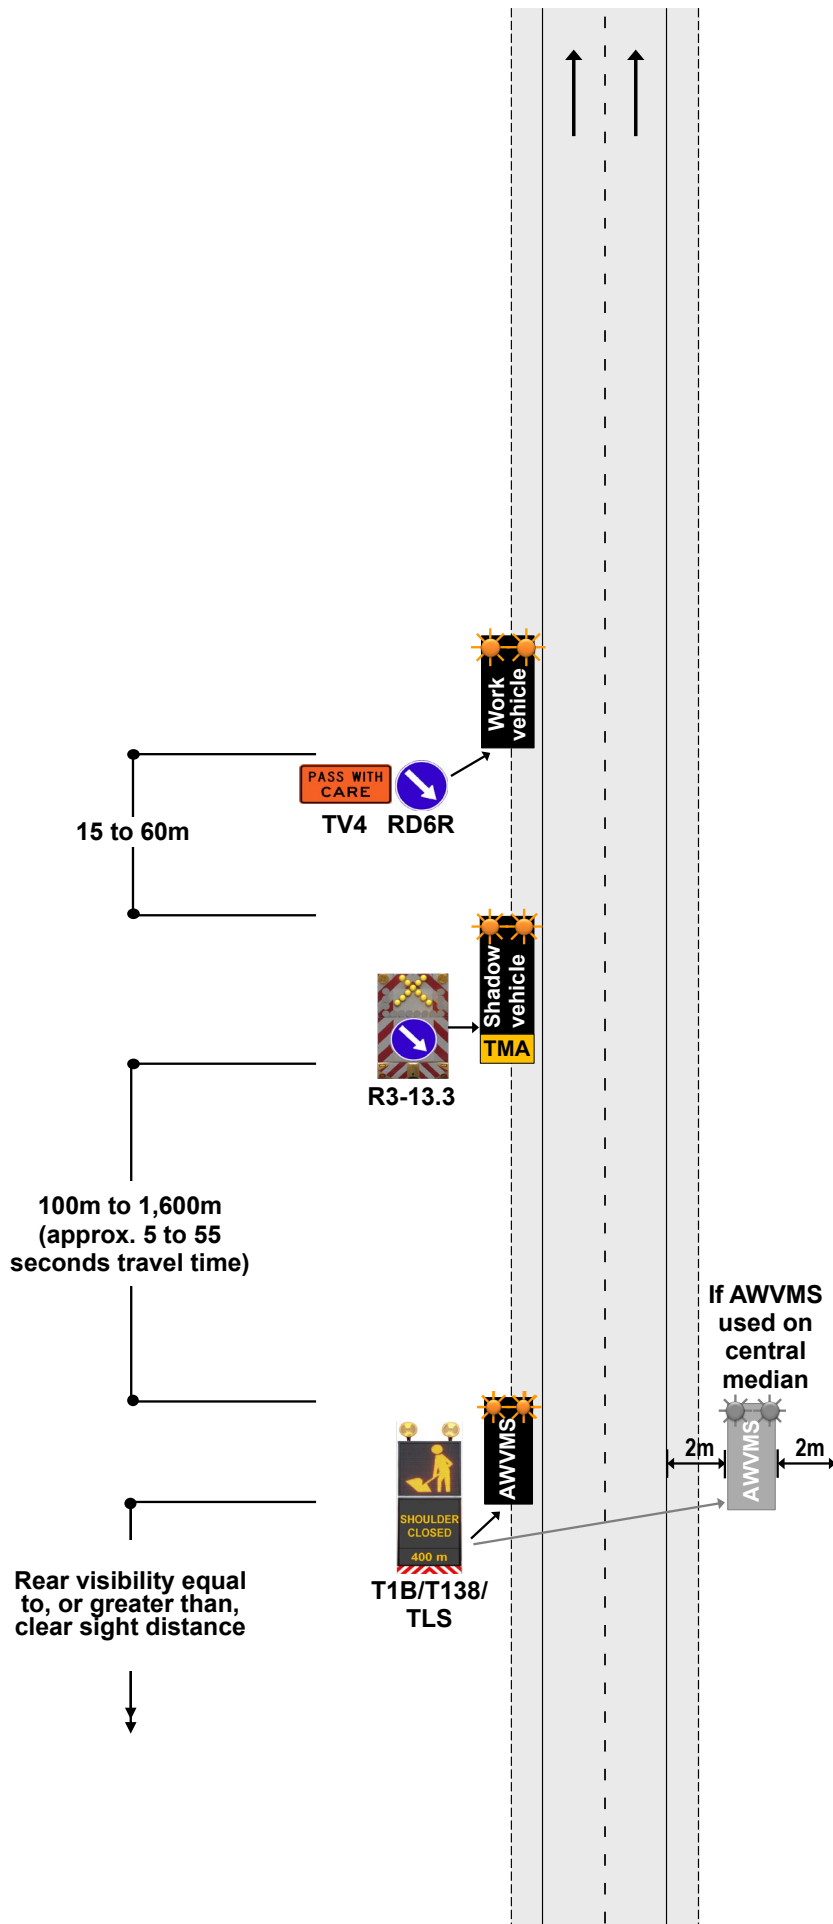 Work
vehicle
PASS WITH
CARE
TV4 RD6R
15 to 60m
Shadow
vehicle
TMA
R3-13.3
100m to 1,600m
(approx. 5 to 55
seconds travel time)
If AWVMS
used on
central
median
AWVMS
2m
AWVMS
2m
SHOULDER
CLOSED
400 m
T1B/T138/
TLS
Rear visibility equal
to, or greater than,
clear sight distance